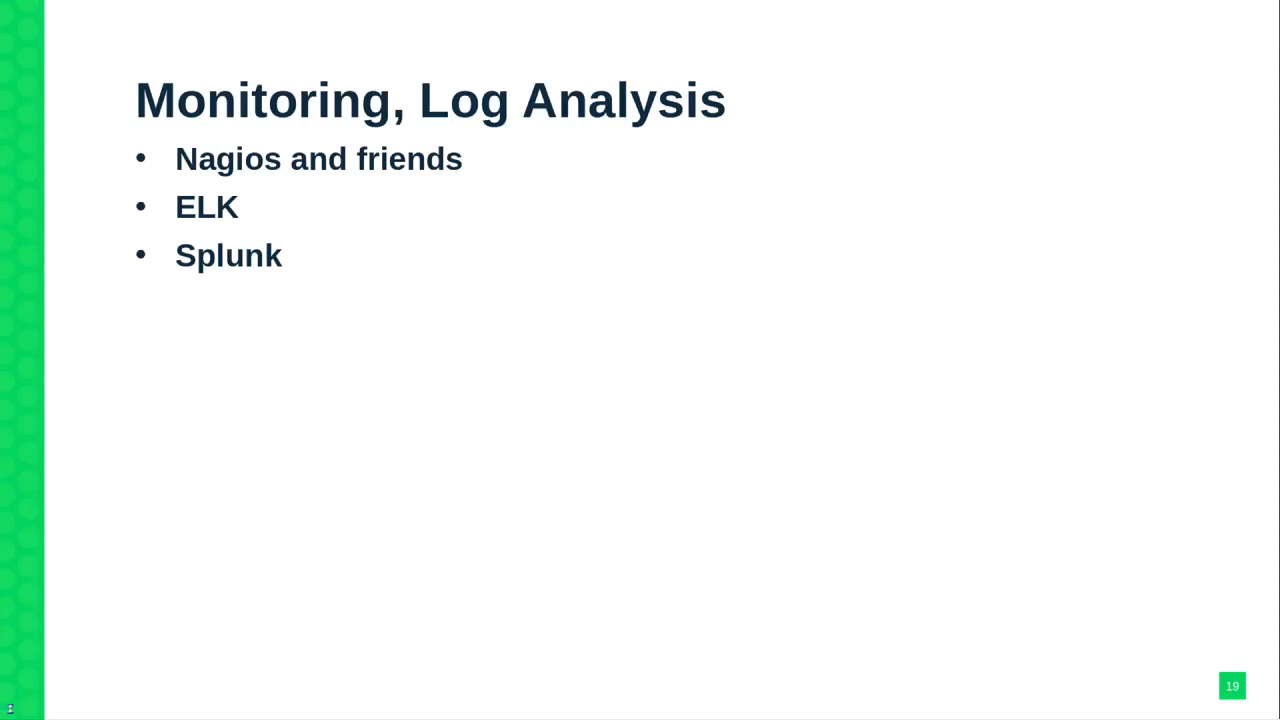 Monitoring, Log Analysis
• Nagios and friends
• ELK
• Splunk
19